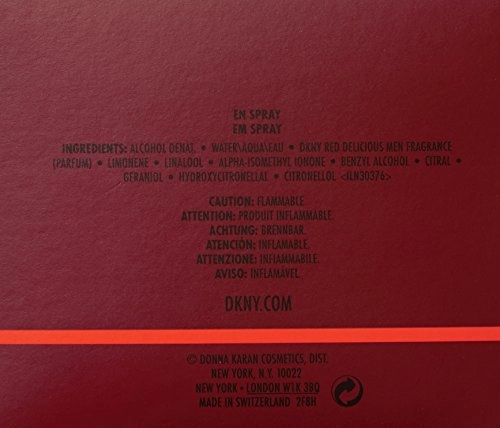 EN SPRAY
EM SPRAY
INGREDIENTS: ALCOHOL DENAT. • WATER\AQUA\EAU • DKNY RED DELICIOUS MEN FRAGRANCE
(PARFUM) • LIMONENE • LINALOOL • ALPHA-ISOMETHYL IONONE • BENZYL ALCOHOL • CITRAL •
GERANIOL • HYDROXYCITRONELLAL • CITRONELLOL <ILN30376>
CAUTION: FLAMMABLE.
ATTENTION: PRODUIT INFLAMMABLE.
ACHTUNG: BRENNBAR.
ATENCIÓN: INFLAMABLE.
ATTENZIONE: INFIAMMABILE.
AVISO: INFLAMÁVEL.
DKNY.COM
© DONNA KARAN COSMETICS, DIST.
NEW YORK, N.Y. 10022
NEW YORK • LONDON W1K 3BQ
MADE IN SWITZERLAND 2FBH